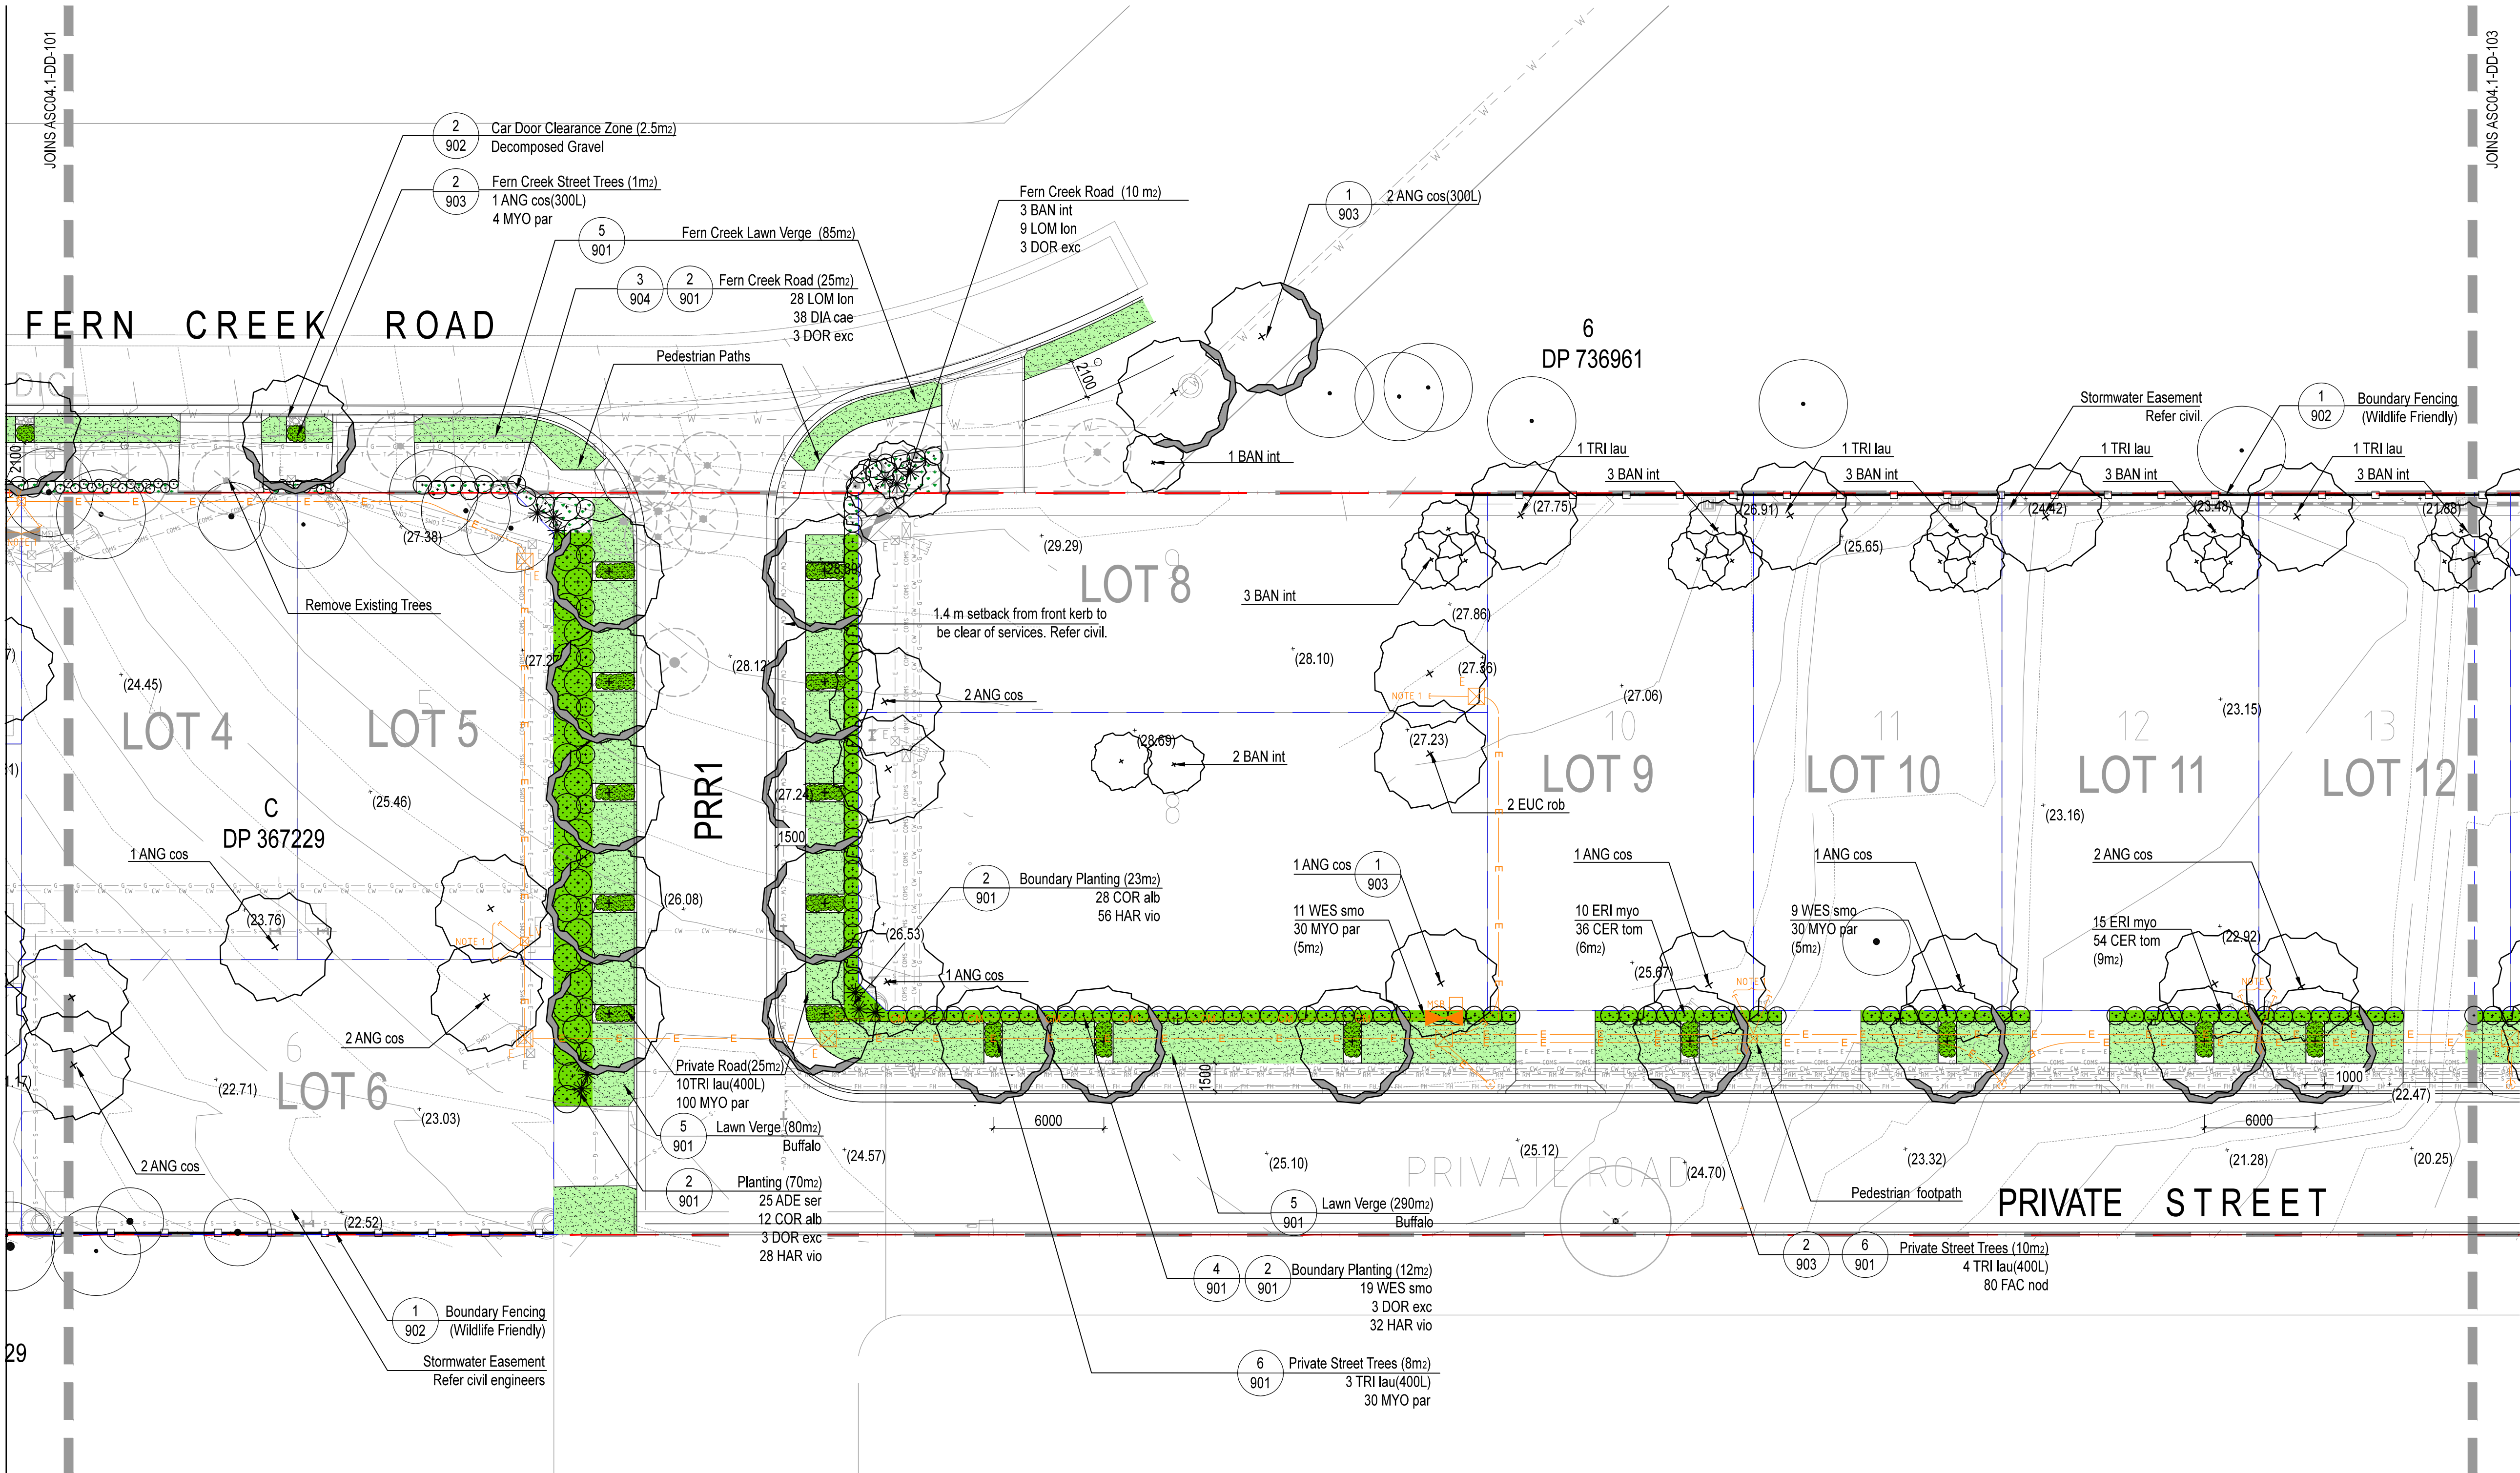 JOINS ASC04.1-DD-101
JOINS ASC04.1-DD-103
2
902
Car Door Clearance Zone (2.5m2)
Decomposed Gravel
2
903
Fern Creek Street Trees (1m2)
1 ANG cos(300L)
4 MYO par
5
901
Fern Creek Lawn Verge (85m2)
3
904
2
901
Fern Creek Road (25m2)
28 LOM lon
38 DIA cae
3 DOR exc
Pedestrian Paths
Fern Creek Road (10 m2)
3 BAN int
9 LOM lon
3 DOR exc
1
903
2 ANG cos(300L)
FERN CREEK ROAD
6
DP 736961
Stormwater Easement
Refer civil.
1
902
Boundary Fencing
(Wildlife Friendly)
2100
2100
1 BAN int
1 TRI lau
3 BAN int
1 TRI lau
3 BAN int
1 TRI lau
3 BAN int
1 TRI lau
3 BAN int
(27.75)
(26.91)
(24.42)
(23.48)
(21.88)
(27.38)
(29.29)
(25.65)
LOT 8
Remove Existing Trees
1.4 m setback from front kerb to
be clear of services. Refer civil.
3 BAN int
(27.86)
(27.27
(28.12)
(28.10)
(27.36)
NOTE 1
(27.06)
(24.45)
(23.15)
2 ANG cos
LOT 4
LOT 5
(28.69)
(27.23)
10
11
12
13
2 BAN int
LOT 9
LOT 10
LOT 11
LOT 12
PRR1
(27.24)
(25.46)
C
DP 367229
2 EUC rob
(23.16)
1500
1 ANG cos
2
901
Boundary Planting (23m2)
28 COR alb
56 HAR vio
1 ANG cos
1
903
11 WES smo
30 MYO par
(5m2)
1 ANG cos
10 ERI myo
36 CER tom
(6m2)
1 ANG cos
9 WES smo
30 MYO par
(5m2)
2 ANG cos
15 ERI myo
54 CER tom
(9m2)
(23.76)
(26.08)
(26.53)
(22.92)
(25.67)
NOTE 1
NOTE
NOTE
1 ANG cos
MSB
2 ANG cos
6
LOT 6
(22.71)
(23.03)
Private Road(25m2)
10TRI lau(400L)
100 MYO par
5
901
Lawn Verge (80m2)
Buffalo
1500
1000
(22.47)
6000
6000
2 ANG cos
(24.57)
(25.10)
(25.12)
(24.70)
(23.32)
(21.28)
(20.25)
PRIVATE ROAD
2
901
Planting (70m2)
25 ADE ser
12 COR alb
3 DOR exc
28 HAR vio
5
901
Lawn Verge (290m2)
Buffalo
Pedestrian footpath
PRIVATE STREET
(22.52)
4
901
2
901
Boundary Planting (12m2)
19 WES smo
3 DOR exc
32 HAR vio
2
903
6
901
Private Street Trees (10m2)
4 TRI lau(400L)
80 FAC nod
1
902
Boundary Fencing
(Wildlife Friendly)
29
Stormwater Easement
Refer civil engineers
6
901
Private Street Trees (8m2)
3 TRI lau(400L)
30 MYO par